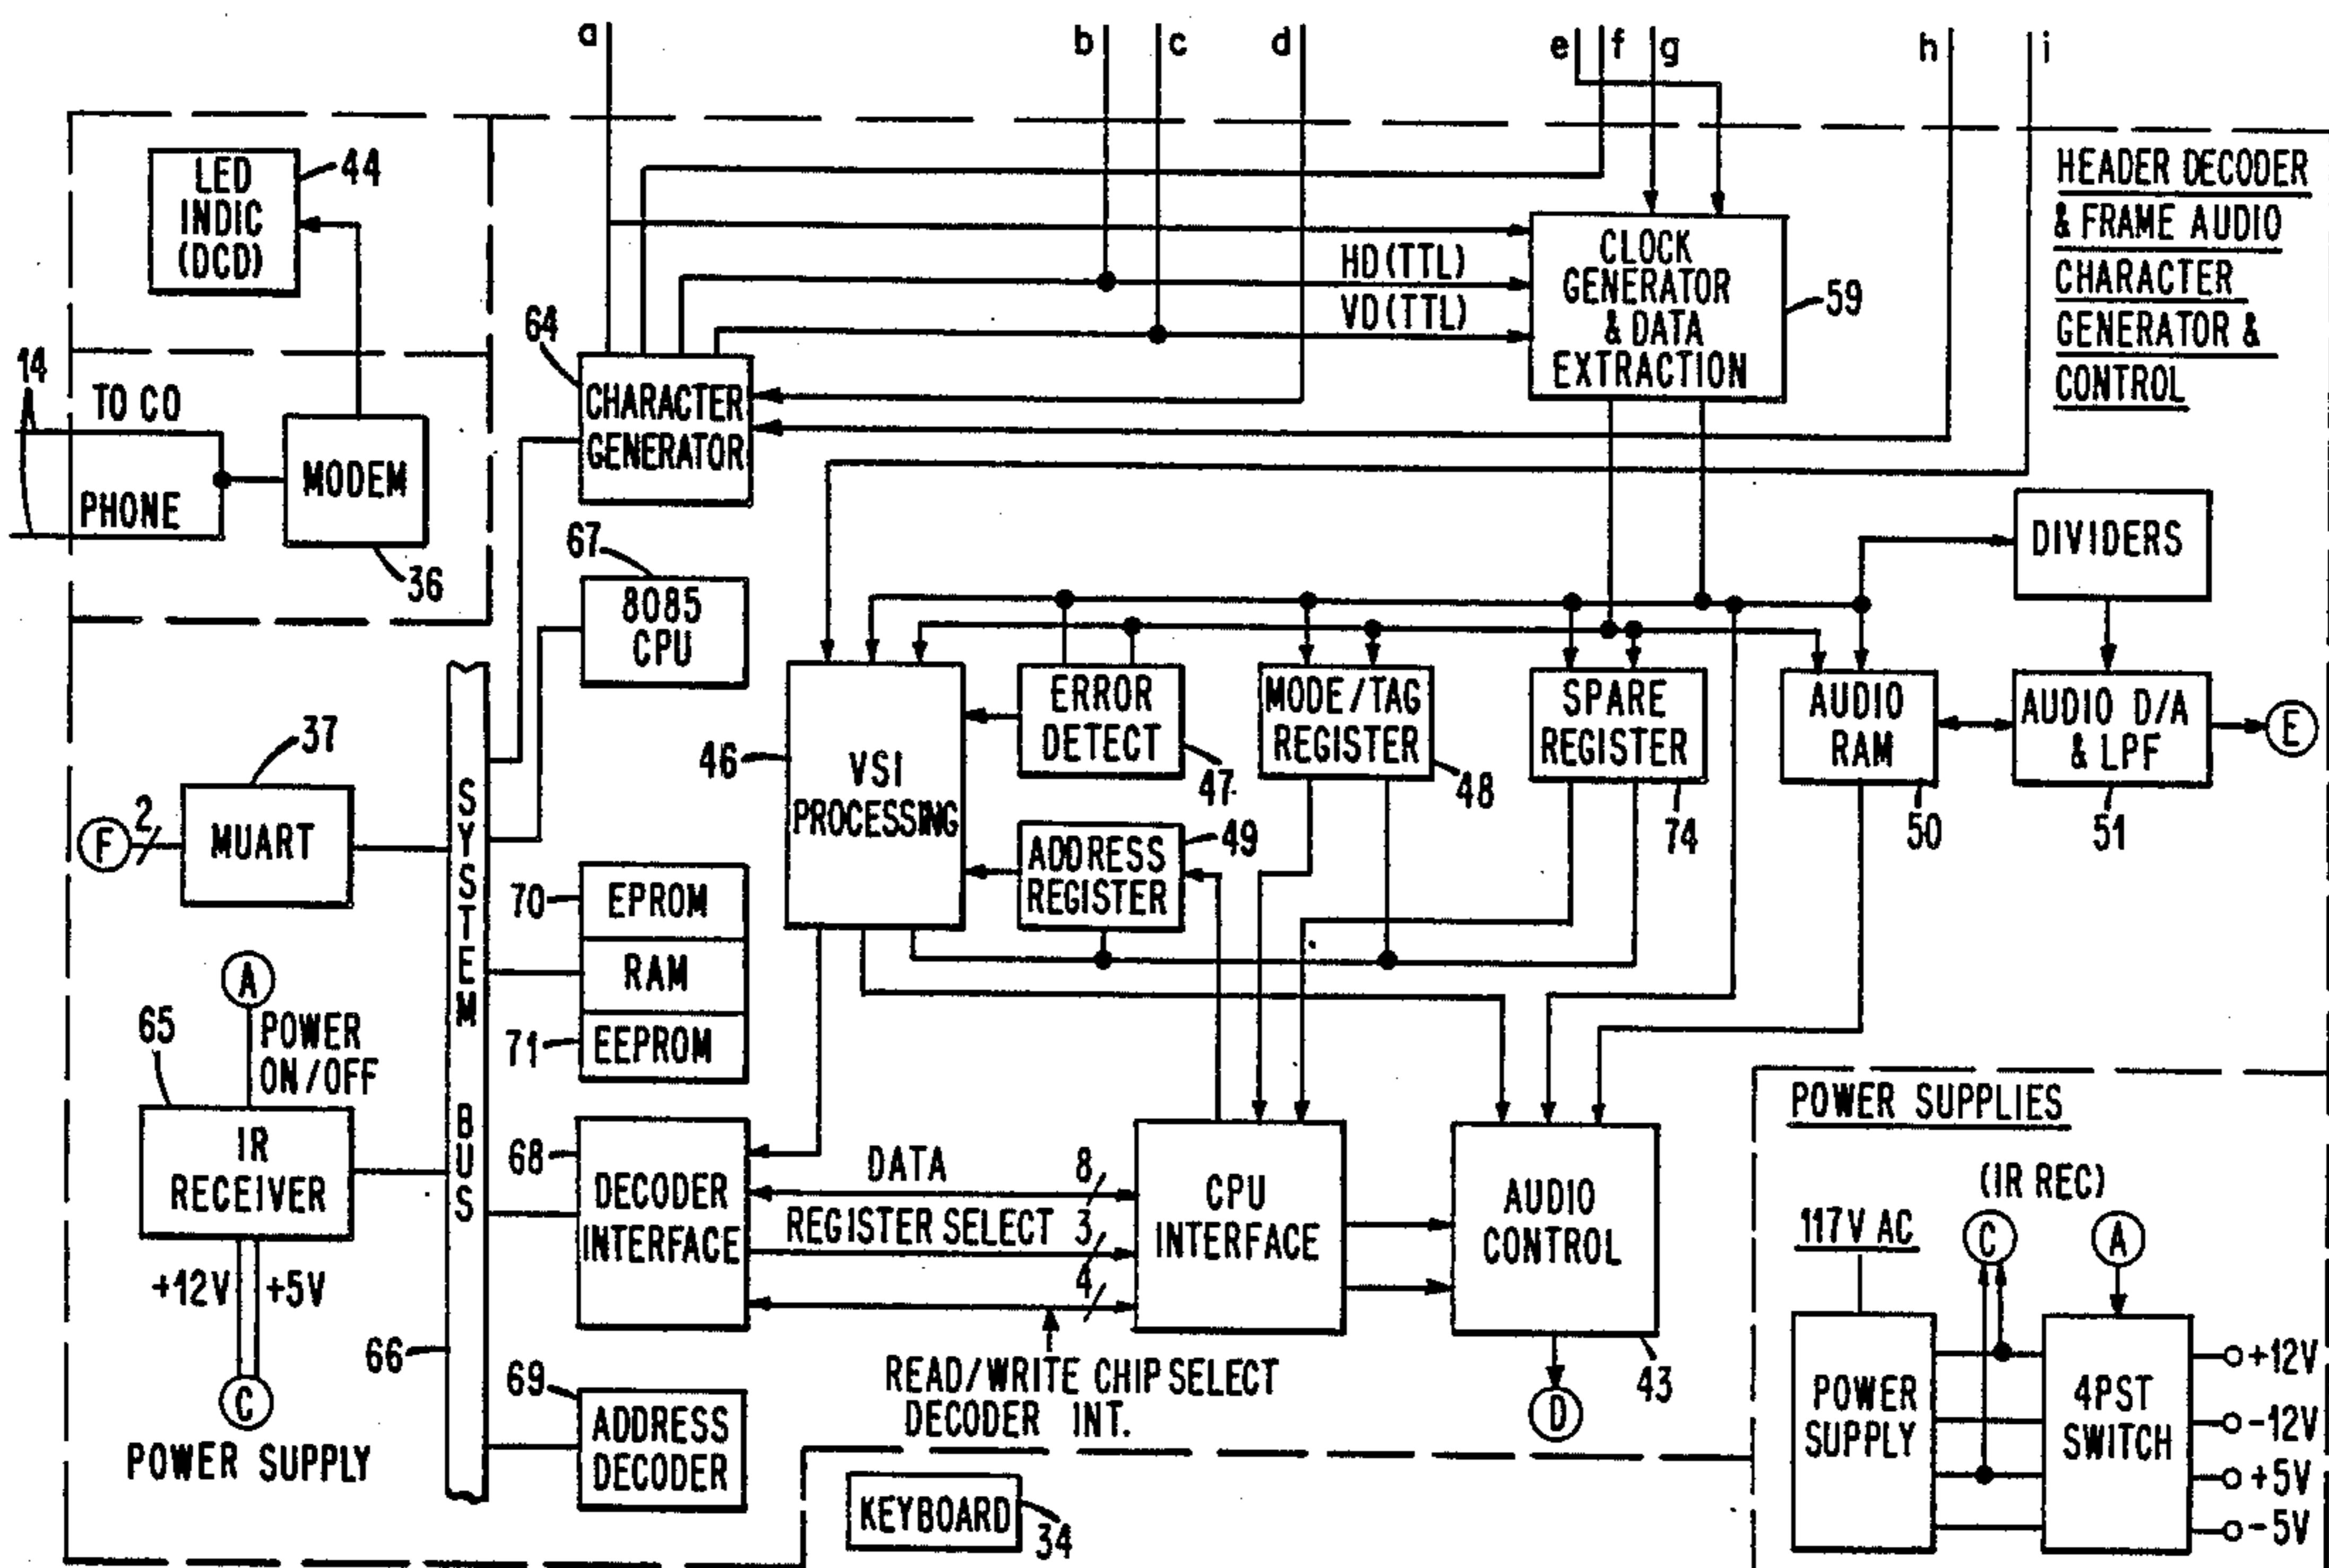 a
b
c
d
e
f
g
h
i
LED
INDIC
(DCD)
44
HEADER DECODER
& FRAME AUDIO
CHARACTER
GENERATOR &
CONTROL
CLOCK
GENERATOR
& DATA
EXTRACTION
59
HD (TTL)
VD (TTL)
64
CHARACTER
GENERATOR
14
TO CO
PHONE
MODEM
36
67
8085
CPU
DIVIDERS
46
VSI
PROCESSING
ERROR
DETECT
47
MODE/TAG
REGISTER
48
SPARE
REGISTER
74
AUDIO
RAM
50
AUDIO D/A
& LPF
51
E
37
MUART
F
2
SYSTEM
BUS
66
ADDRESS
REGISTER
49
70
EPROM
RAM
71
EEPROM
A
POWER
ON/OFF
65
IR
RECEIVER
+12V
+5V
C
POWER SUPPLY
68
DECODER
INTERFACE
DATA
8
REGISTER SELECT
3
4
READ/WRITE CHIP SELECT
DECODER INT.
CPU
INTERFACE
AUDIO
CONTROL
43
D
69
ADDRESS
DECODER
KEYBOARD
34
POWER SUPPLIES
(IR REC)
117V AC
C
A
POWER
SUPPLY
4PST
SWITCH
+12V
-12V
+5V
-5V